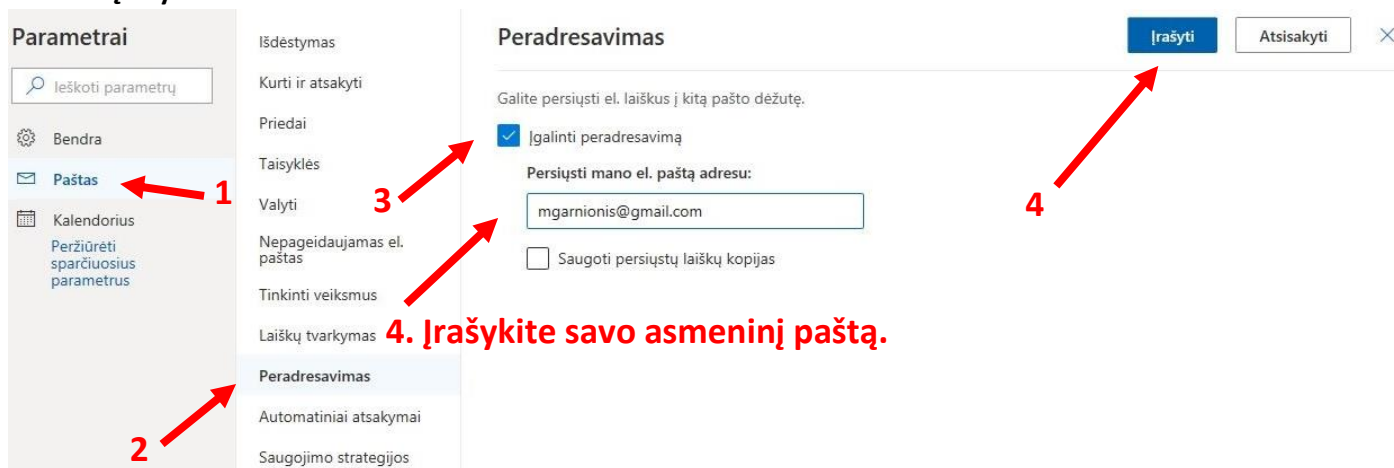 Parametrai
Ieškoti parametrų
Bendra
Paštas
1
Kalendorius
Peržiūrėti
sparčiuosius
parametrus
2
Išdėstymas
Kurti ir atsakyti
Priedai
Taisyklės
Valyti
Nepageidaujamas el.
paštas
Tinkinti veiksmus
Laiškų tvarkymas
Peradresavimas
Automatiniai atsakymai
Saugojimo strategijos
Peradresavimas
Įrašyti
Atsisakyti
Galite persiųsti el. laiškus į kitą pašto dėžutę.
Įgalinti peradresavimą
3
Persiųsti mano el. paštą adresu:
mgarnionis@gmail.com
4
Saugoti persiųstų laiškų kopijas
4. Įrašykite savo asmeninį paštą.